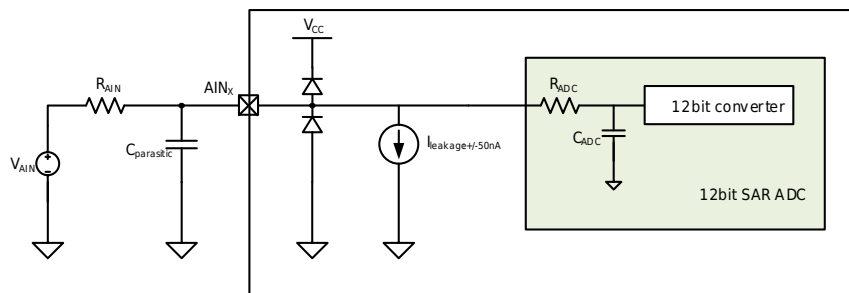 VCC
RAIN
AINX
RADC
12bit converter
VAIN
+
−
Cparasitic
Ileakage+/-50nA
CADC
12bit SAR ADC